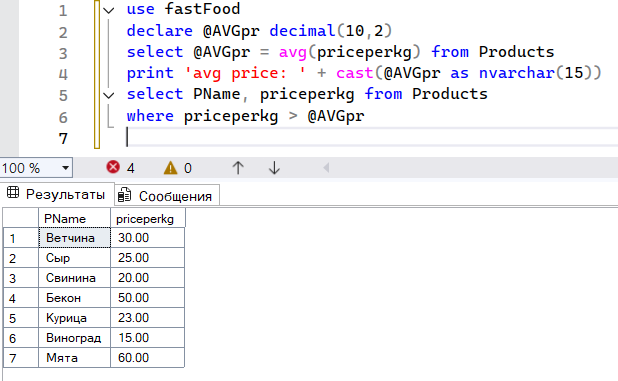 1 use fastFood
2 declare @AVGpr decimal(10,2)
3 select @AVGpr = avg(priceperkg) from Products
4 print 'avg price: ' + cast(@AVGpr as nvarchar(15))
5 select PName, priceperkg from Products
6 where priceperkg > @AVGpr
7
100 % 4 0
Результаты Сообщения
PName priceperkg
1 Ветчина 30.00
2 Сыр 25.00
3 Свинина 20.00
4 Бекон 50.00
5 Курица 23.00
6 Виноград 15.00
7 Мята 60.00